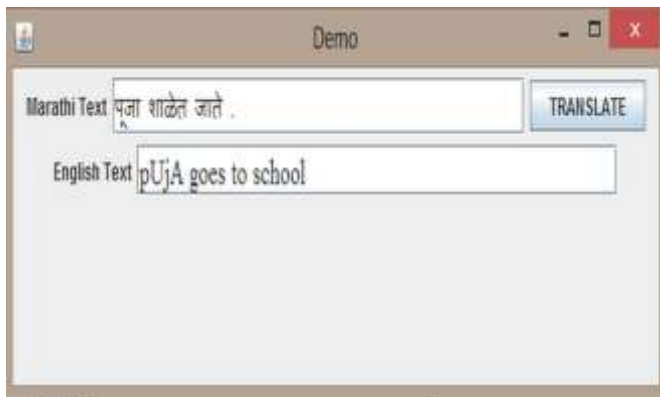 Demo
Marathi Text पूजा शाळेत जाते . TRANSLATE
English Text pUjA goes to school